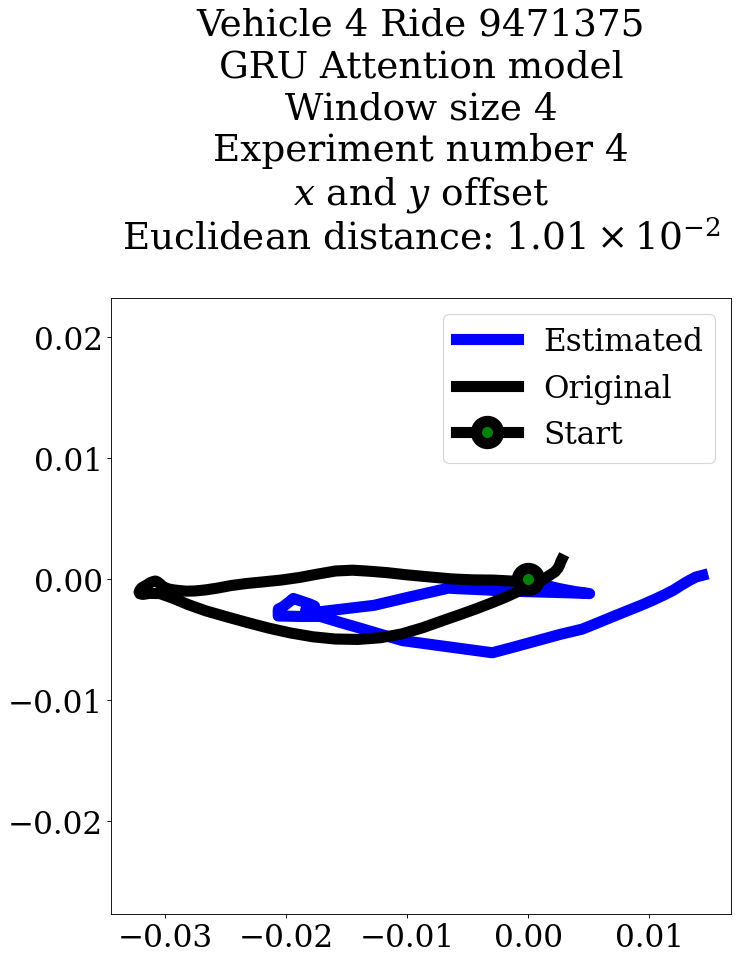 Vehicle 4 Ride 9471375
GRU Attention model
Window size 4
Experiment number 4
x and y offset
Euclidean distance: 1.01 × 10⁻²
Estimated
Original
Start
0.02
0.01
0.00
−0.01
−0.02
−0.03 −0.02 −0.01 0.00 0.01